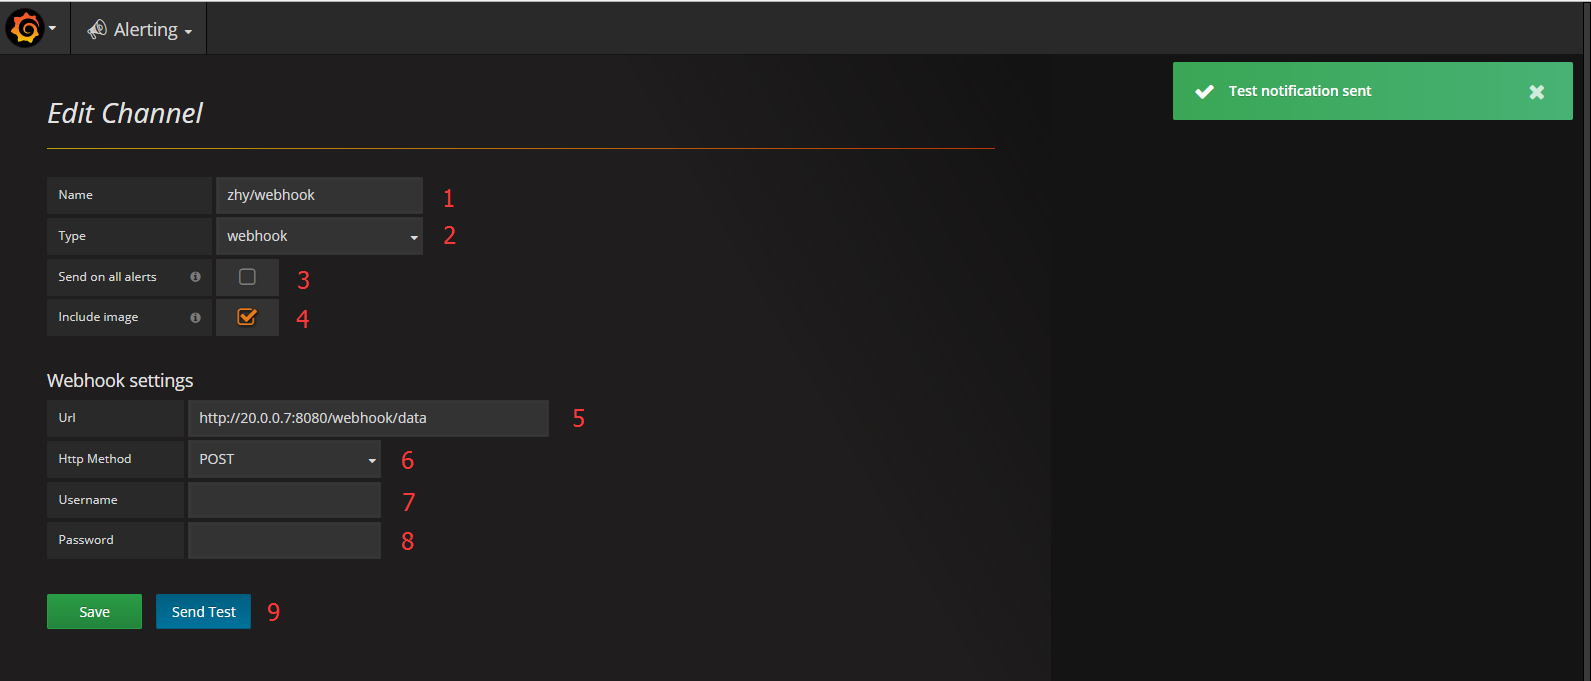 Alerting
Test notification sent
Edit Channel
Name zhy/webhook 1
Type webhook 2
Send on all alerts 3
Include image 4
Webhook settings
Url http://20.0.0.7:8080/webhook/data 5
Http Method POST 6
Username 7
Password 8
Save Send Test 9